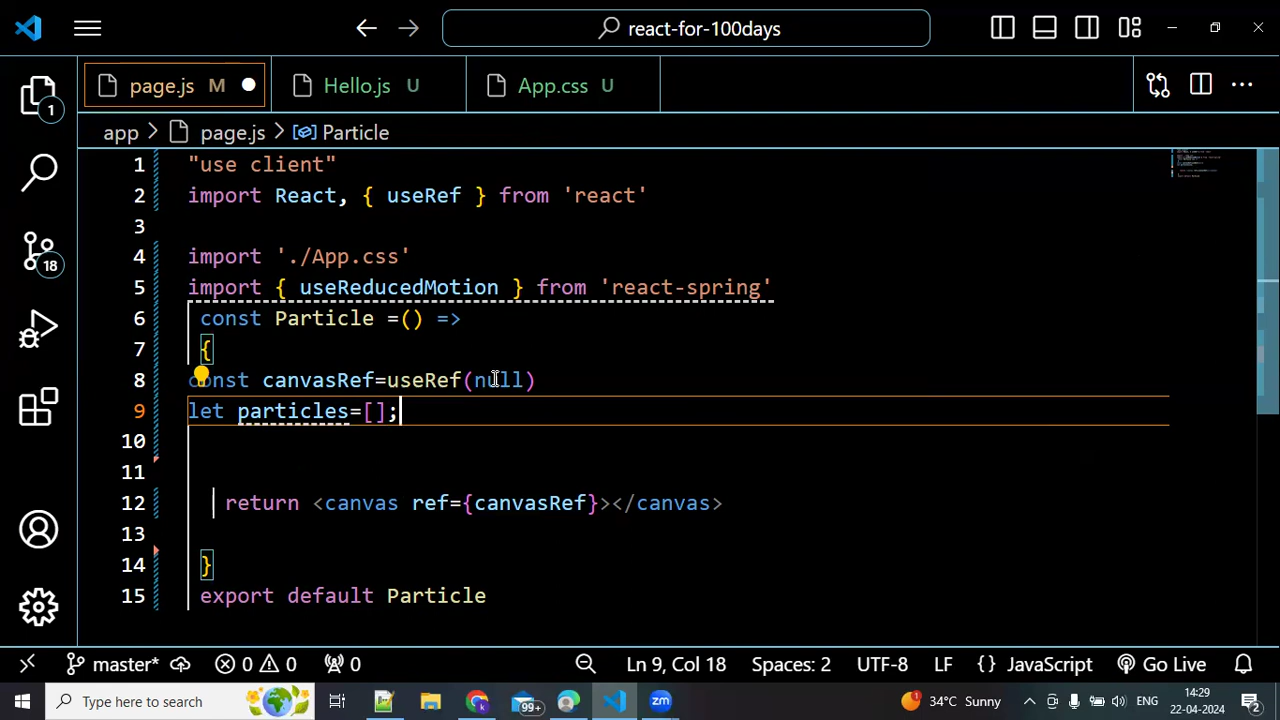 react-for-100days
page.js M
Hello.js U
App.css U
app > page.js > Particle
1 "use client"
2 import React, { useRef } from 'react'
3
4 import './App.css'
5 import { useReducedMotion } from 'react-spring'
6 const Particle =() =>
7 {
8 const canvasRef=useRef(null)
9 let particles=[];
10
11
12 return <canvas ref={canvasRef}></canvas>
13
14 }
15 export default Particle
1
18
master*
0 0
0
Ln 9, Col 18
Spaces: 2
UTF-8
LF
{} JavaScript
Go Live
Type here to search
99+
34°C Sunny
ENG
14:29
22-04-2024
2